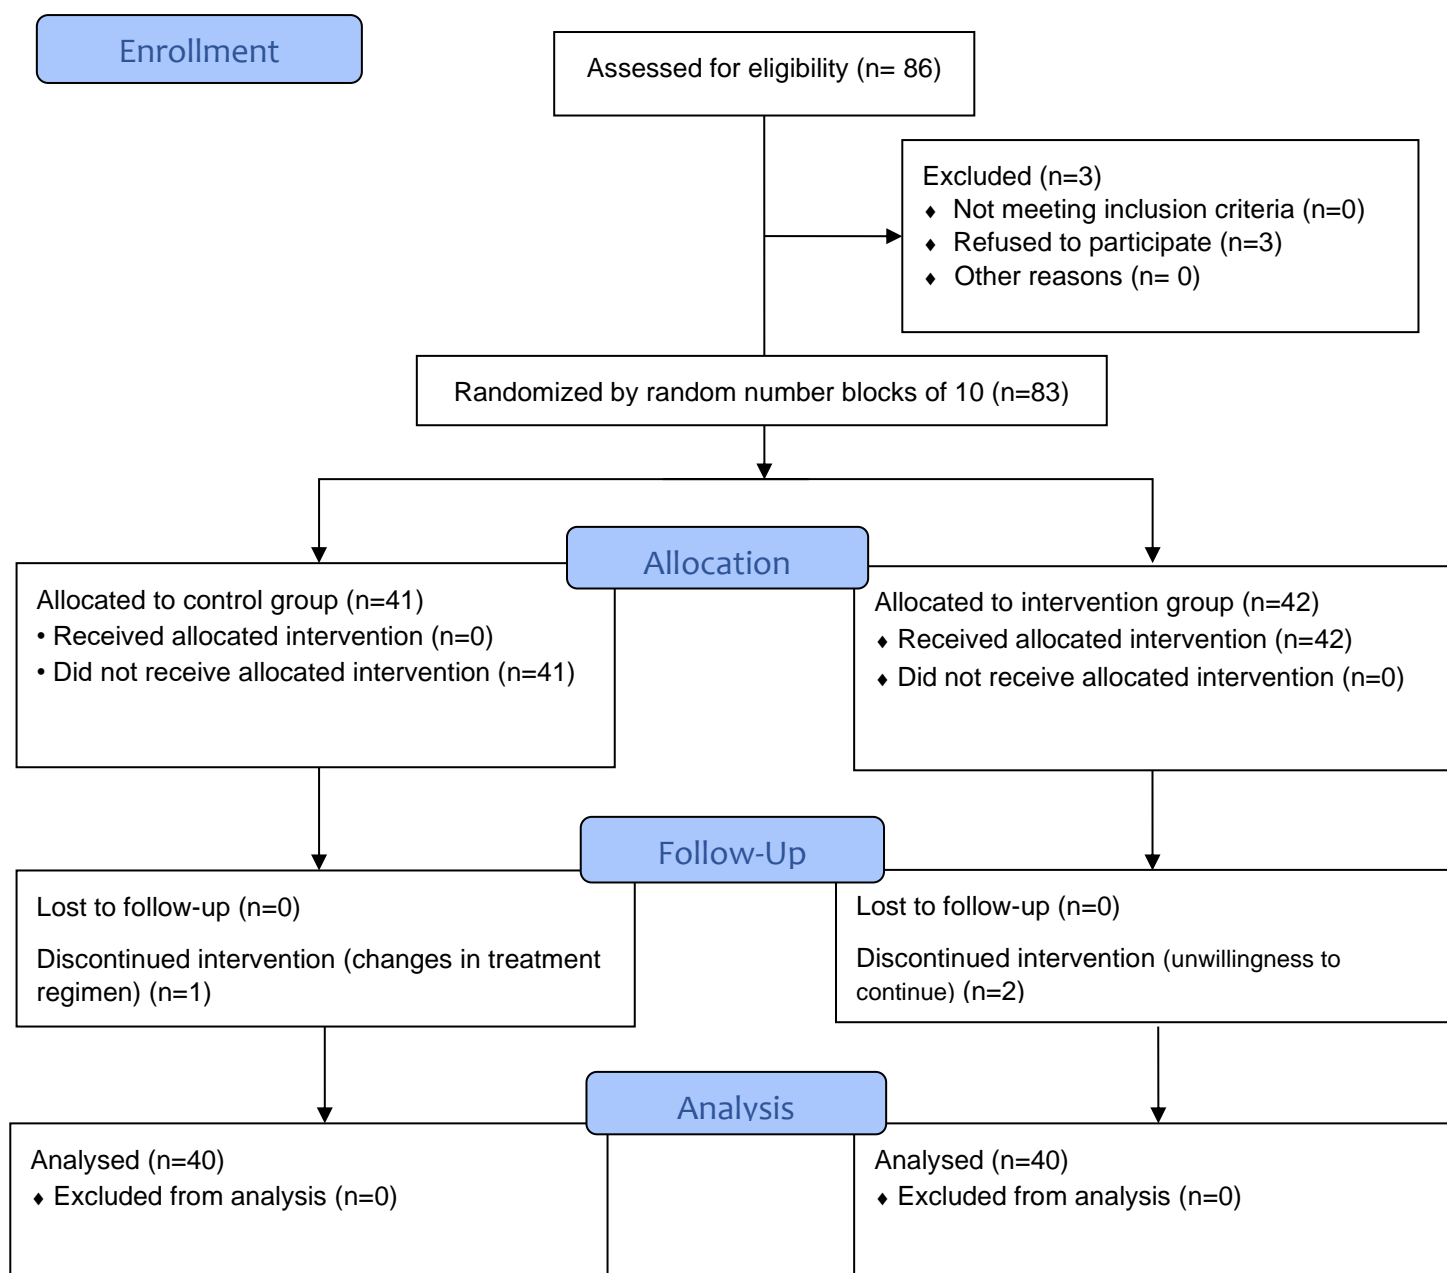 Enrollment
Assessed for eligibility (n= 86)
Excluded (n=3)
♦ Not meeting inclusion criteria (n=0)
♦ Refused to participate (n=3)
♦ Other reasons (n= 0)
Randomized by random number blocks of 10 (n=83)
Allocation
Allocated to control group (n=41)
• Received allocated intervention (n=0)
• Did not receive allocated intervention (n=41)
Allocated to intervention group (n=42)
♦ Received allocated intervention (n=42)
♦ Did not receive allocated intervention (n=0)
Follow-Up
Lost to follow-up (n=0)
Discontinued intervention (changes in treatment
regimen) (n=1)
Lost to follow-up (n=0)
Discontinued intervention (unwillingness to
continue) (n=2)
Analysis
Analysed (n=40)
♦ Excluded from analysis (n=0)
Analysed (n=40)
♦ Excluded from analysis (n=0)